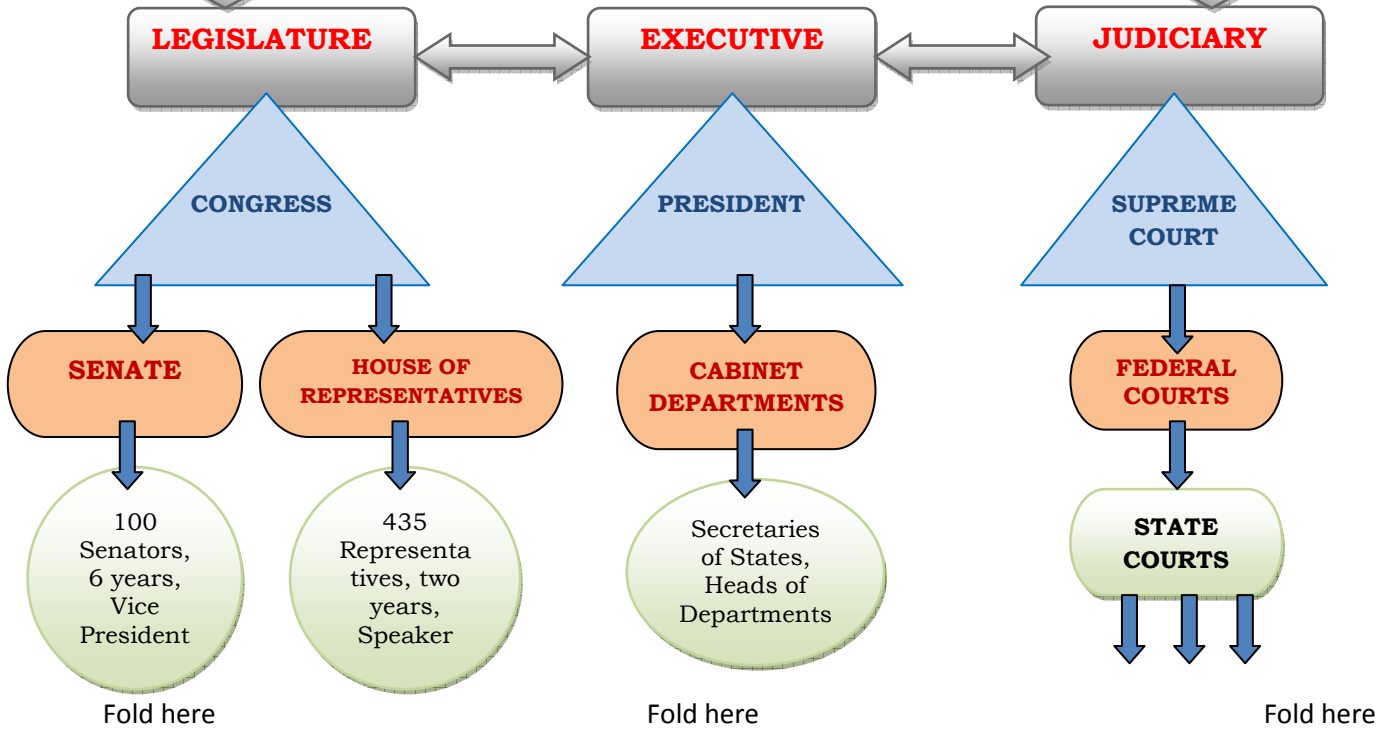 LEGISLATURE
EXECUTIVE
JUDICIARY
CONGRESS
PRESIDENT
SUPREME
COURT
SENATE
HOUSE OF
REPRESENTATIVES
CABINET
DEPARTMENTS
FEDERAL
COURTS
100
Senators,
6 years,
Vice
President
435
Representa
tives, two
years,
Speaker
Secretaries
of States,
Heads of
Departments
STATE
COURTS
Fold here
Fold here
Fold here